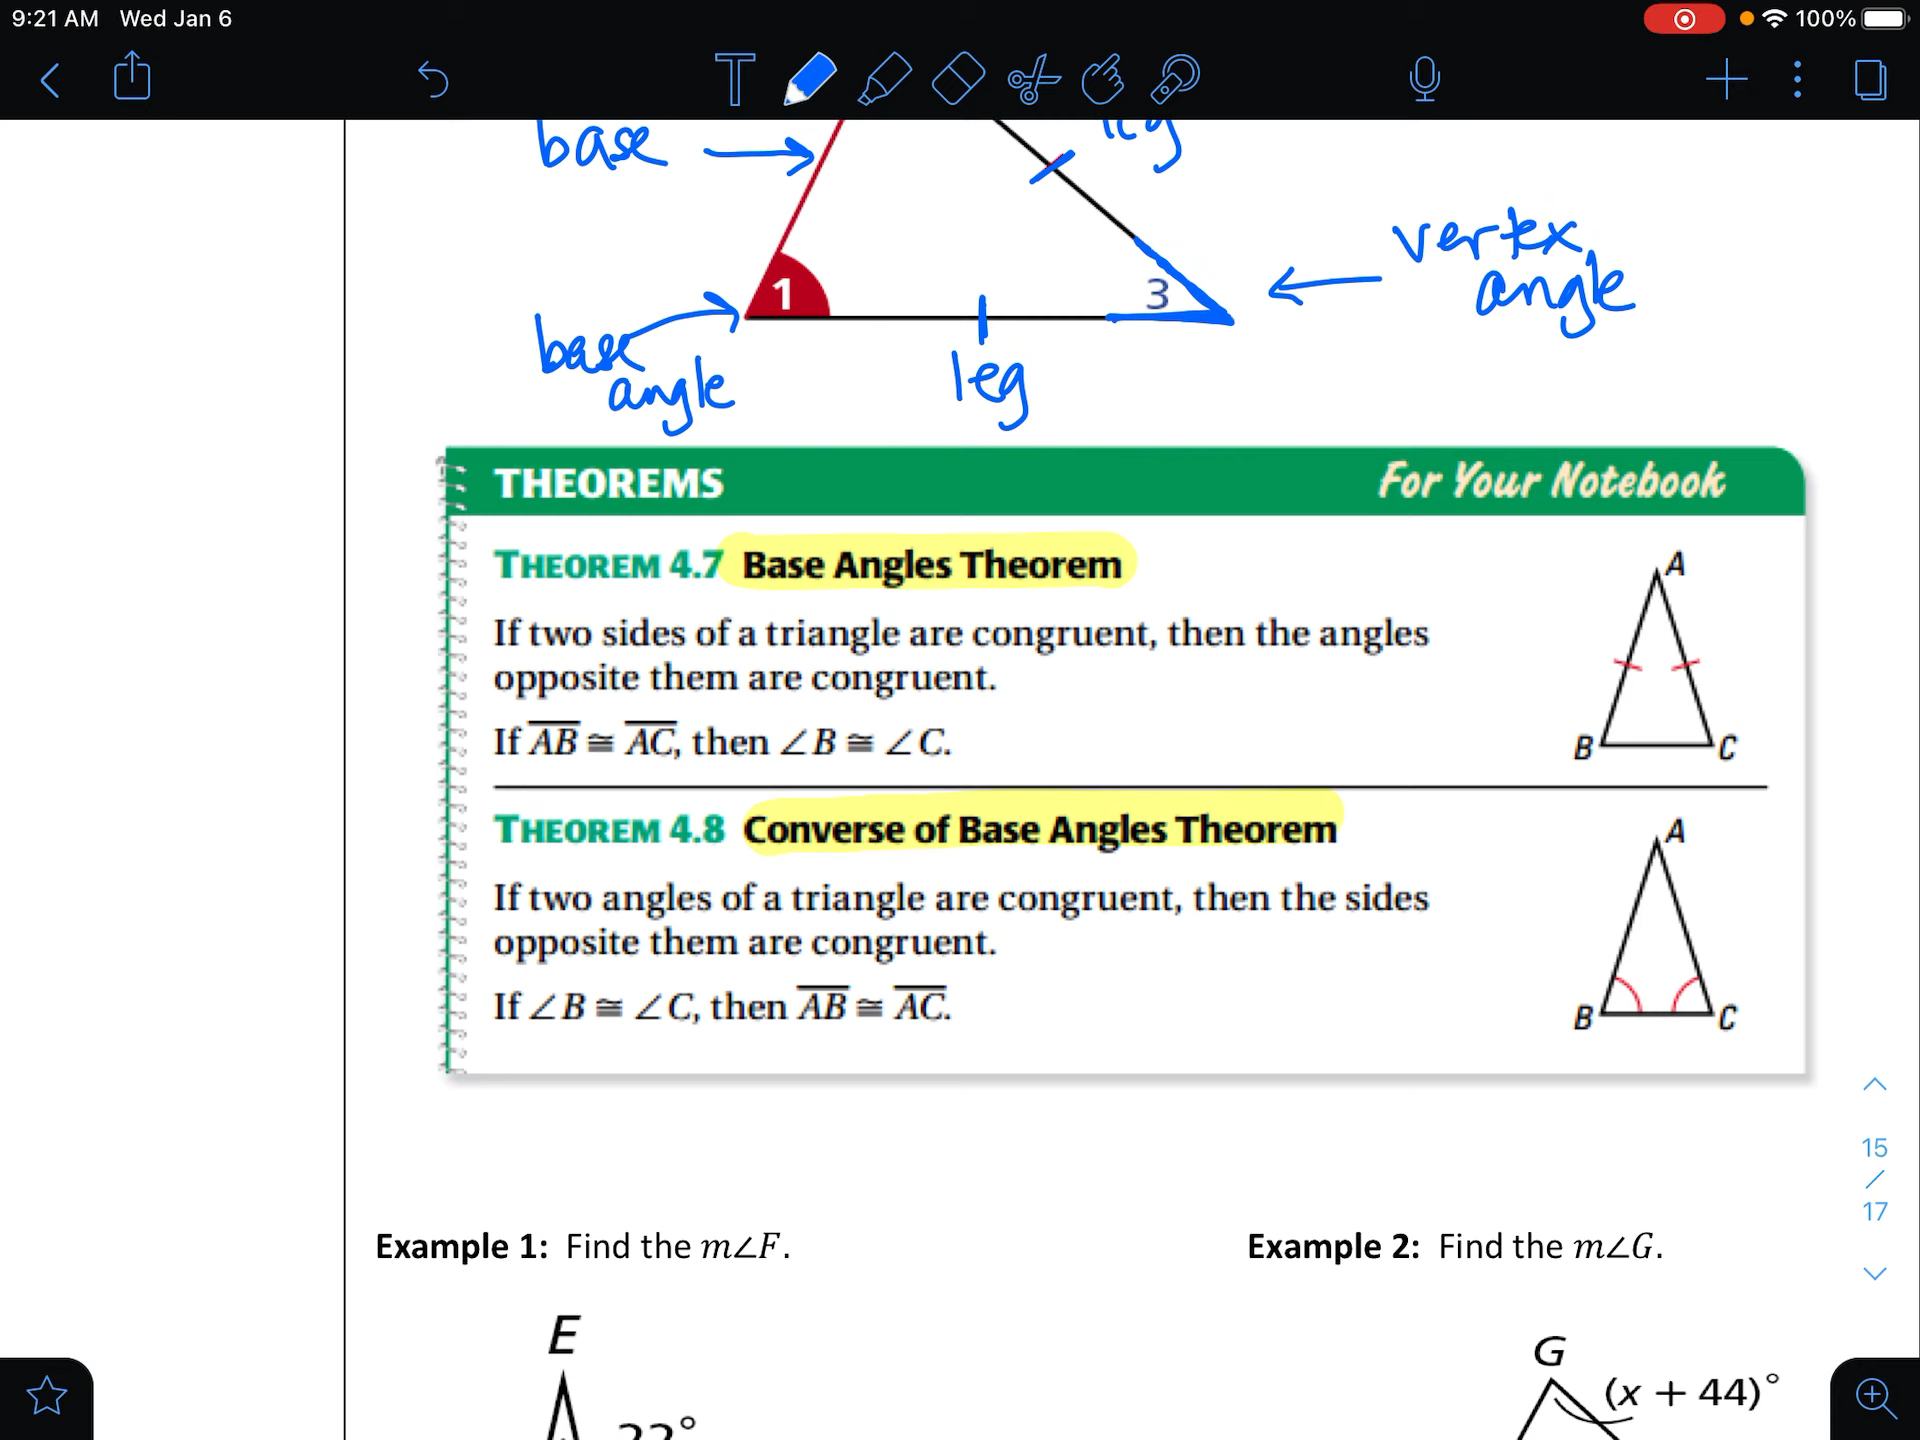 9:21 AM Wed Jan 6
100%
base
vertex
angle
1
3
base
angle
leg
THEOREMS For Your Notebook
THEOREM 4.7 Base Angles Theorem
If two sides of a triangle are congruent, then the angles
opposite them are congruent.
If AB ≅ AC, then ∠B ≅ ∠C.
A
B C
THEOREM 4.8 Converse of Base Angles Theorem
If two angles of a triangle are congruent, then the sides
opposite them are congruent.
If ∠B ≅ ∠C, then AB ≅ AC.
A
B C
15
/
17
Example 1: Find the m∠F.
Example 2: Find the m∠G.
E
G
(x + 44)°